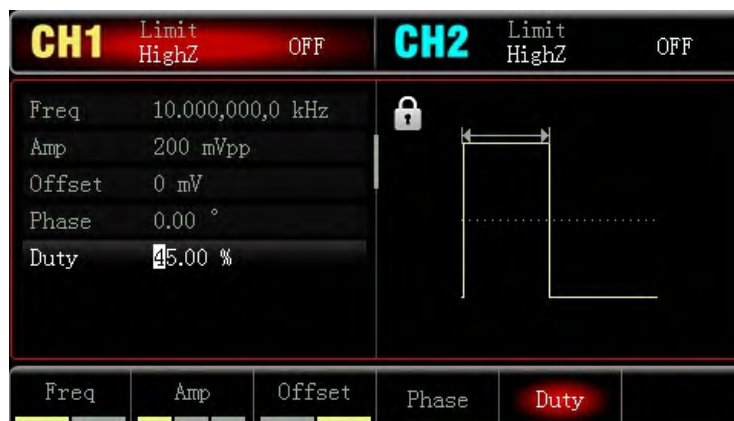 CH1 Limit HighZ OFF CH2 Limit HighZ OFF
Freq 10.000,000,0 kHz
Amp 200 mVpp
Offset 0 mV
Phase 0.00 °
Duty 45.00 %
Freq Amp Offset Phase Duty